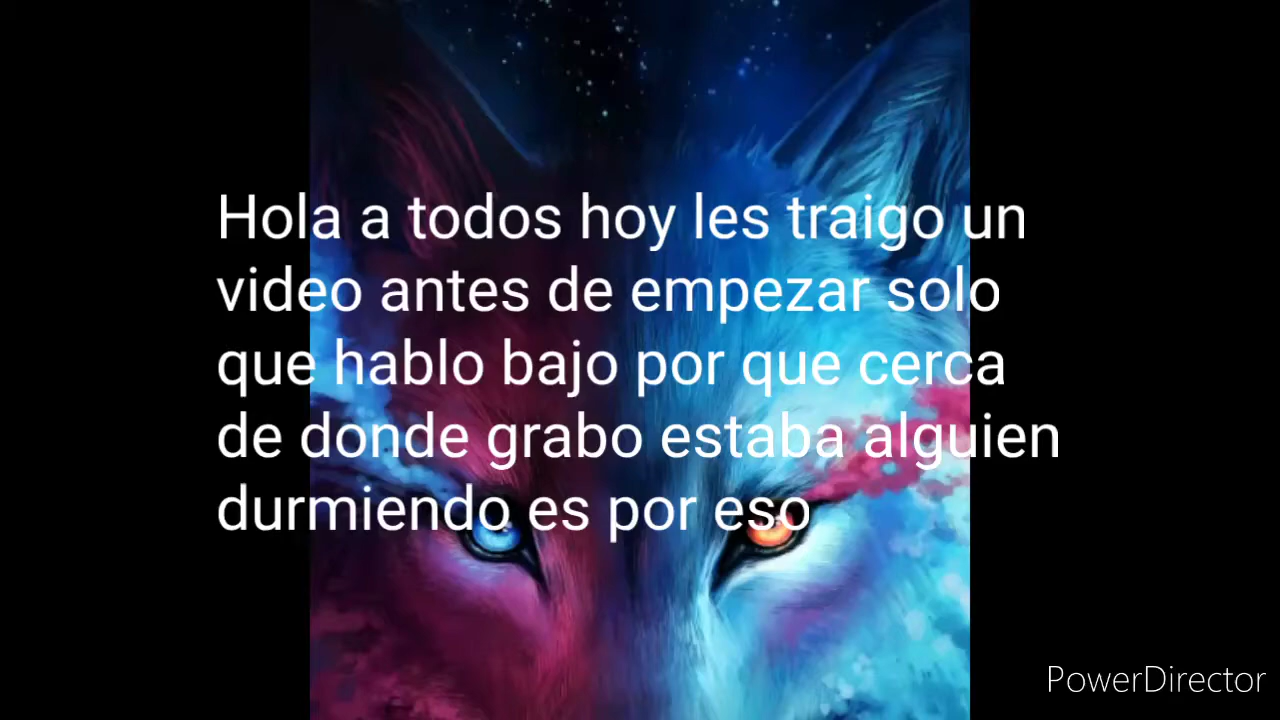 Hola a todos hoy les traigo un
video antes de empezar solo
que hablo bajo por que cerca
de donde grabo estaba alguien
durmiendo es por eso
PowerDirector